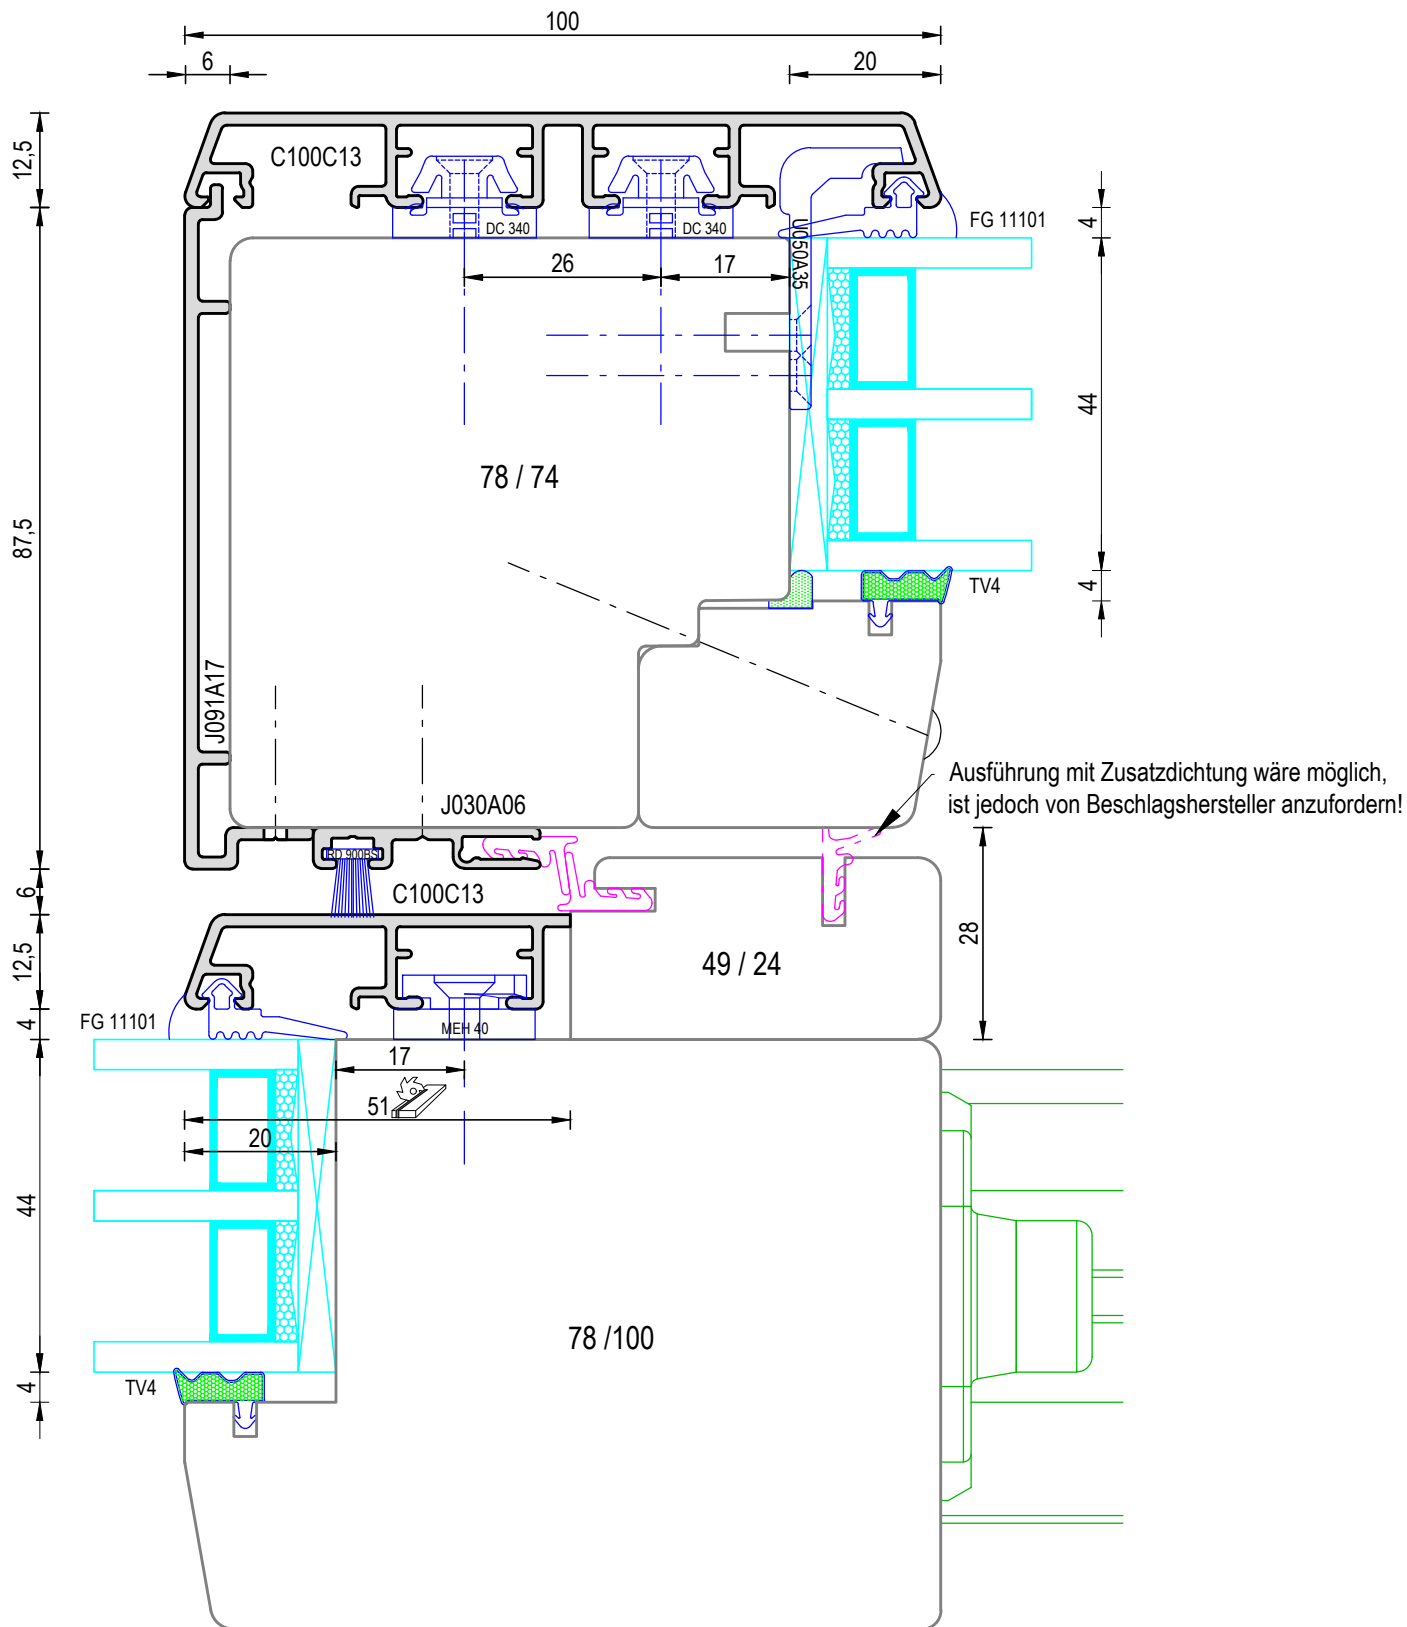 100
6
20
12,5
C100C13
4
FG 11101
DC 340
DC 340
U050A35
26
17
44
78 / 74
87,5
4
TV4
J091A17
Ausführung mit Zusatzdichtung wäre möglich,
ist jedoch von Beschlagshersteller anzufordern!
J030A06
RD 900BS
6
C100C13
28
12,5
49 / 24
4
FG 11101
MEH 40
17
51
20
44
78 /100
4
TV4